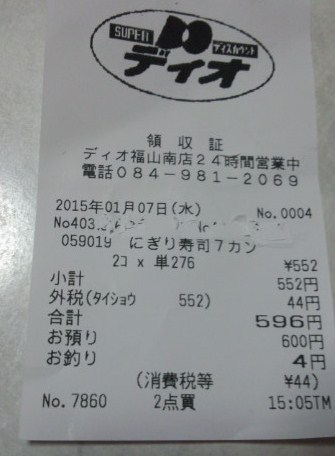 SUPER D ディスカウント
ディオ
領収証
ディオ福山南店24時間営業中
電話084-981-2069
2015年01月07日(水) No.0004
No403
059019 にぎり寿司7カン
2コ x 単276 ¥552
小計 552円
外税(タイショウ 552) 44円
合計 596円
お預り 600円
お釣り 4円
(消費税等 ¥44)
No.7860 2点買 15:05TM